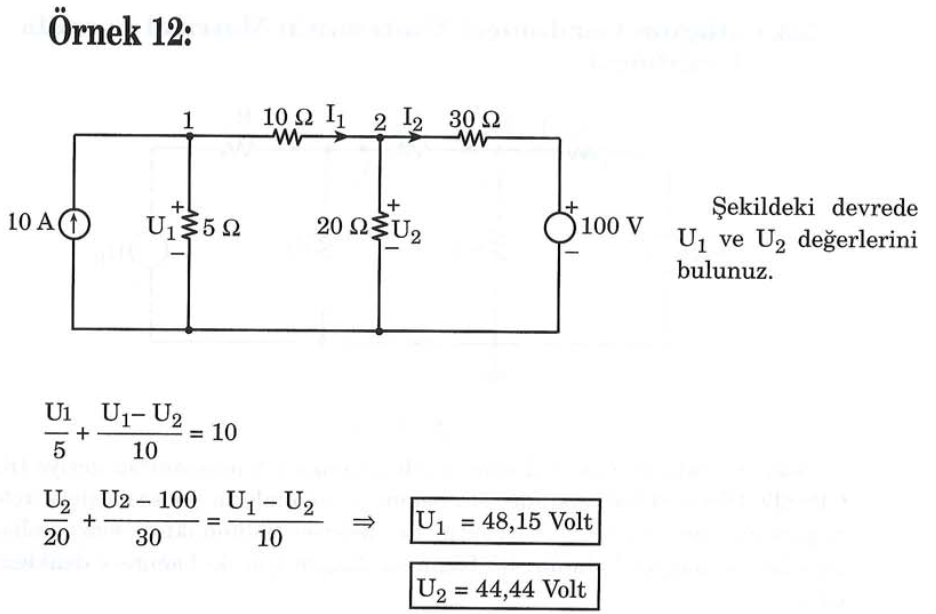 Örnek 12:
1 10 Ω I₁ 2 I₂ 30 Ω
10 A U₁ + − 5 Ω 20 Ω + − U₂ + − 100 V
Şekildeki devrede
U₁ ve U₂ değerlerini
bulunuz.
U1/5 + (U₁ − U₂)/10 = 10
U₂/20 + (U2 − 100)/30 = (U₁ − U₂)/10 ⇒ U₁ = 48,15 Volt
U₂ = 44,44 Volt